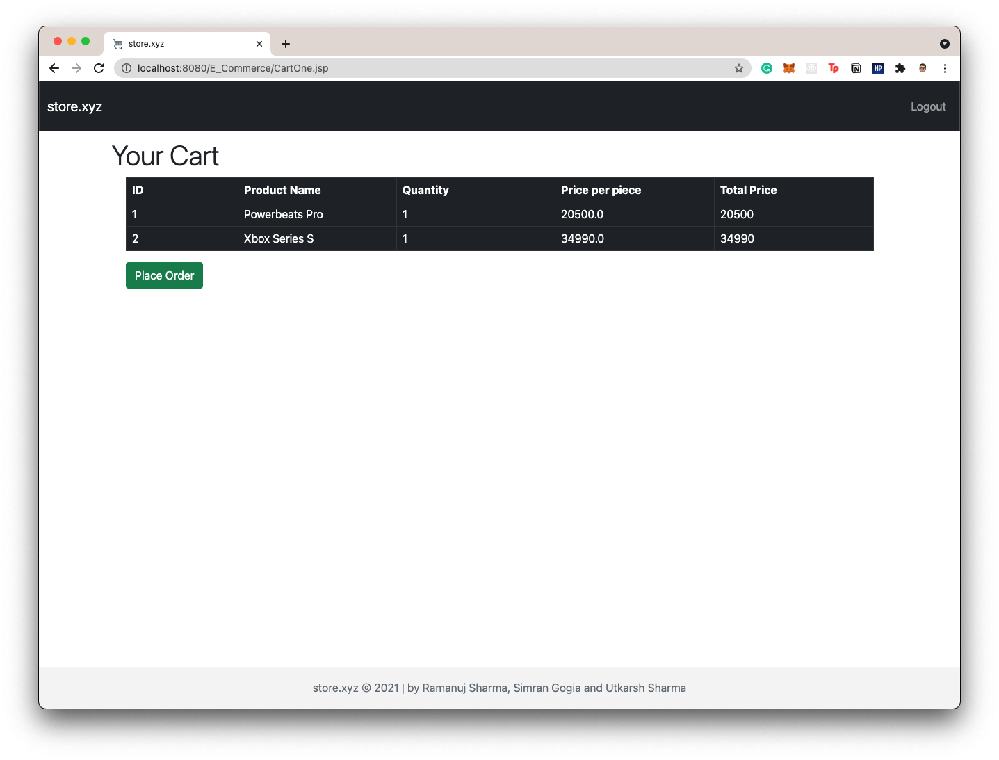 store.xyz
localhost:8080/E_Commerce/CartOne.jsp
Tp
N
HP
store.xyz Logout
Your Cart
ID Product Name Quantity Price per piece Total Price
1 Powerbeats Pro 1 20500.0 20500
2 Xbox Series S 1 34990.0 34990
Place Order
store.xyz © 2021 | by Ramanuj Sharma, Simran Gogia and Utkarsh Sharma